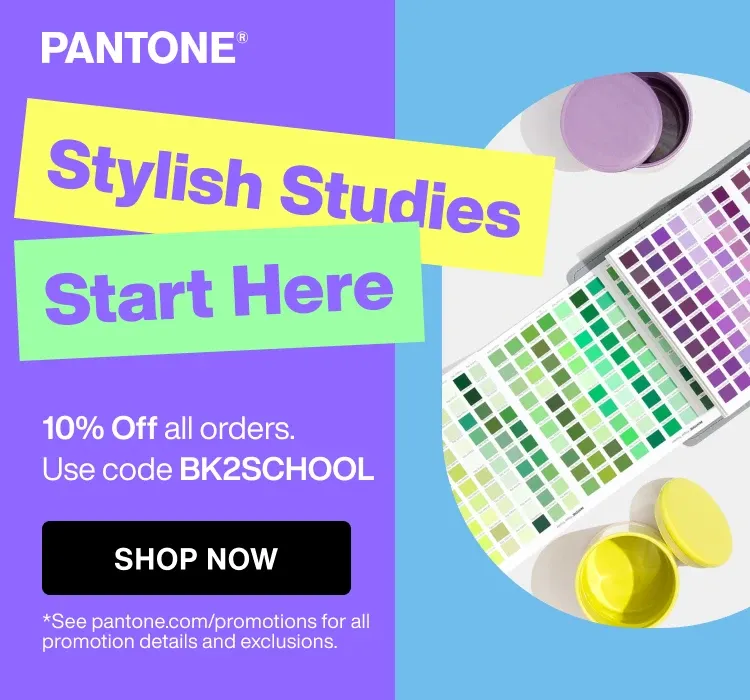 PANTONE®
Stylish Studies
Start Here
10% Off all orders.
Use code BK2SCHOOL
SHOP NOW
*See pantone.com/promotions for all
promotion details and exclusions.